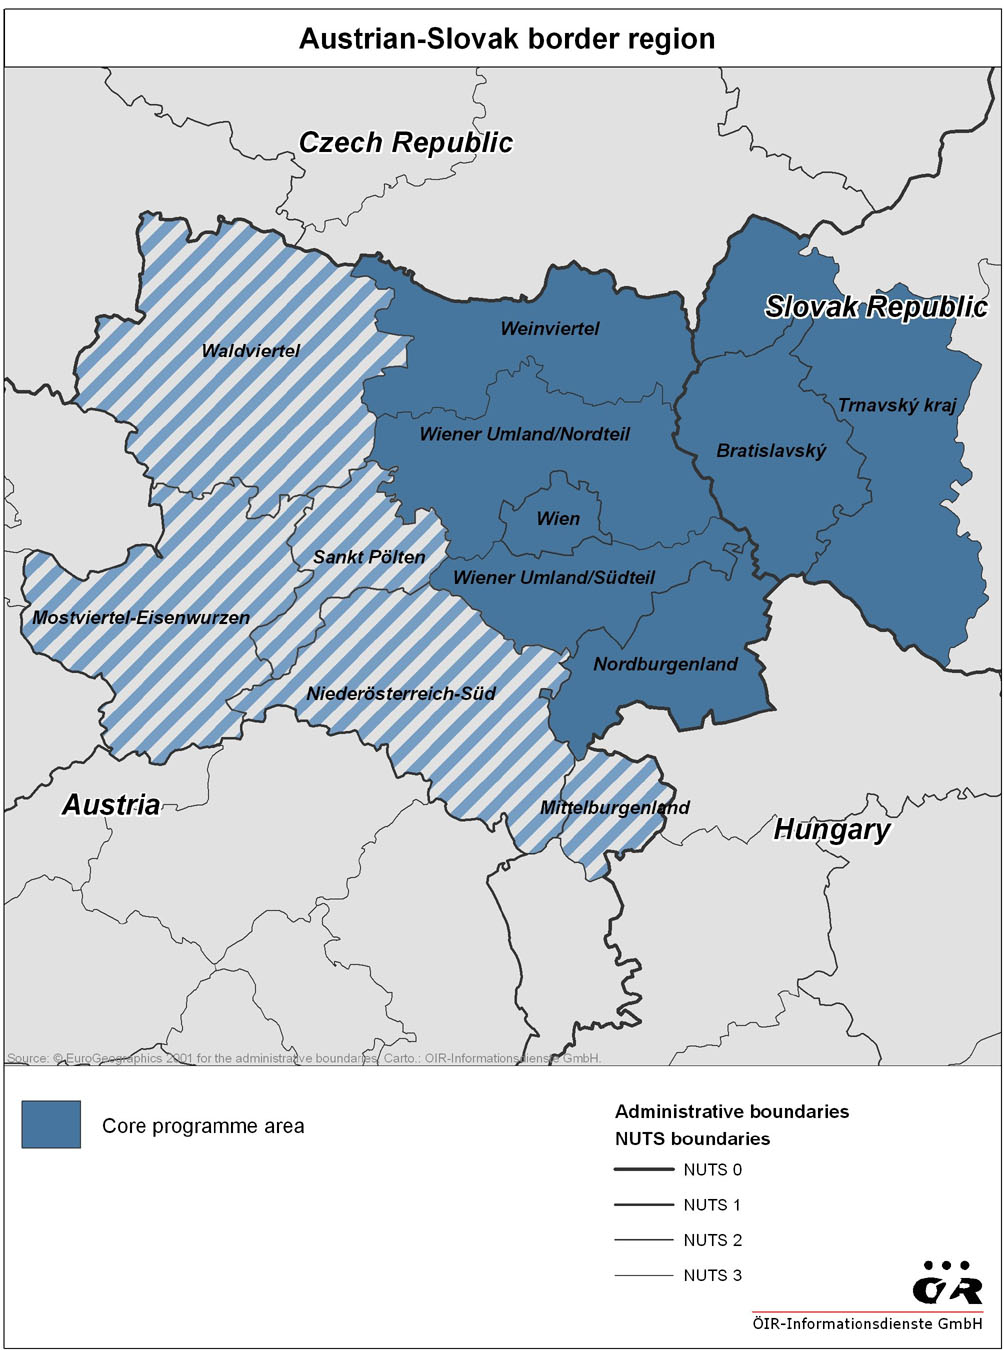 Austrian-Slovak border region
Czech Republic
Slovak Republic
Weinviertel
Waldviertel
Trnavský kraj
Wiener Umland/Nordteil
Bratislavský
Wien
Sankt Pölten
Wiener Umland/Südteil
Mostviertel-Eisenwurzen
Nordburgenland
Niederösterreich-Süd
Austria
Mittelburgenland
Hungary
Source: © EuroGeographics 2001 for the administrative boundaries, Carto.: OIR-Informationsdienste GmbH.
Core programme area
Administrative boundaries
NUTS boundaries
NUTS 0
NUTS 1
NUTS 2
NUTS 3
ÖIR
ÖIR-Informationsdienste GmbH